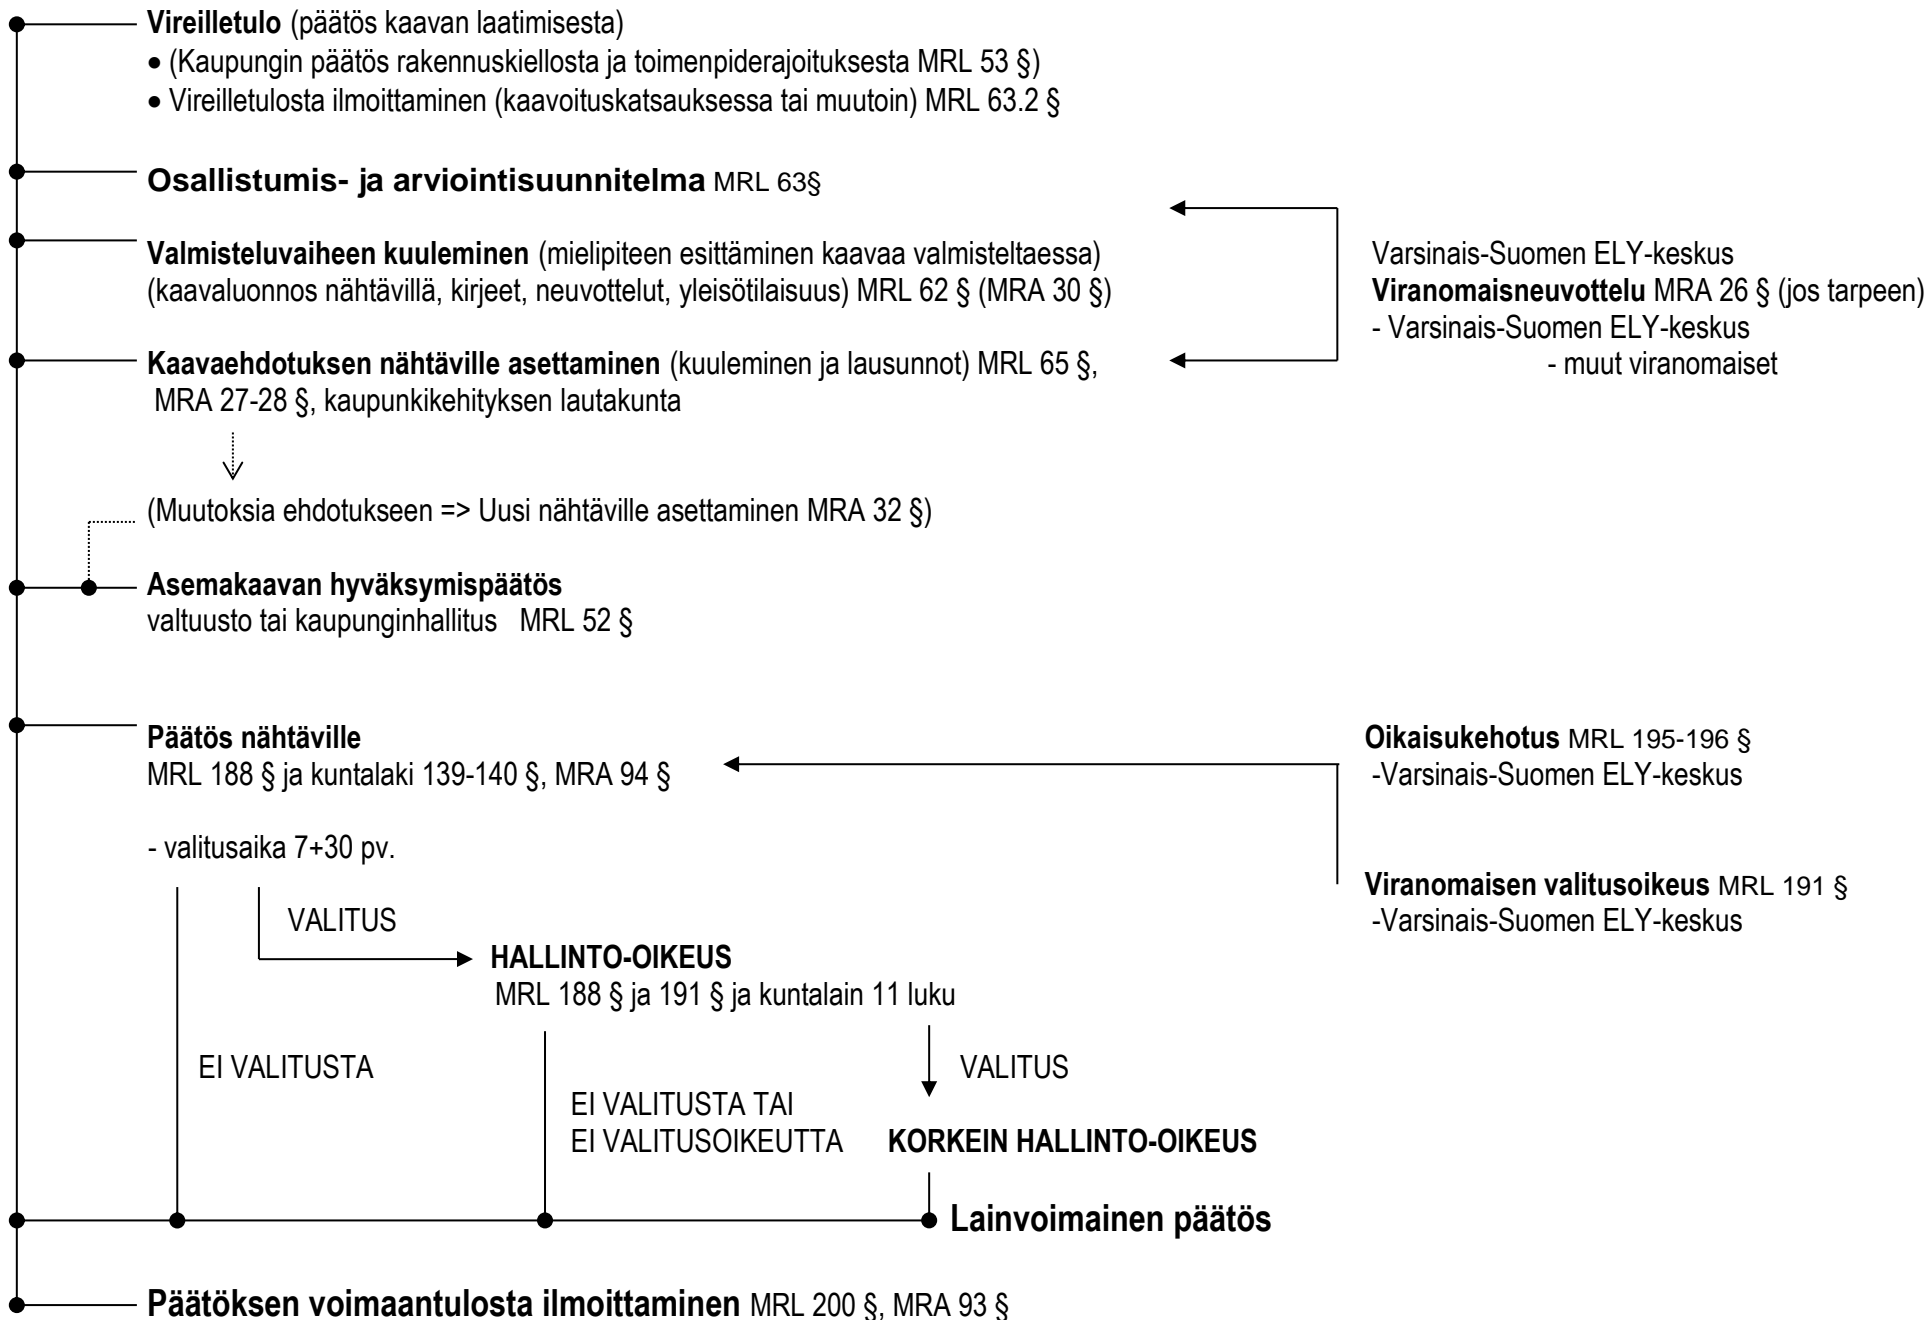 Vireilletulo (päätös kaavan laatimisesta)
• (Kaupungin päätös rakennuskiellosta ja toimenpiderajoituksesta MRL 53 §)
• Vireilletulosta ilmoittaminen (kaavoituskatsauksessa tai muutoin) MRL 63.2 §
Osallistumis- ja arviointisuunnitelma MRL 63§
Valmisteluvaiheen kuuleminen (mielipiteen esittäminen kaavaa valmisteltaessa)
(kaavaluonnos nähtävillä, kirjeet, neuvottelut, yleisötilaisuus) MRL 62 § (MRA 30 §)
Varsinais-Suomen ELY-keskus
Viranomaisneuvottelu MRA 26 § (jos tarpeen)
- Varsinais-Suomen ELY-keskus
- muut viranomaiset
Kaavaehdotuksen nähtäville asettaminen (kuuleminen ja lausunnot) MRL 65 §,
MRA 27-28 §, kaupunkikehityksen lautakunta
(Muutoksia ehdotukseen => Uusi nähtäville asettaminen MRA 32 §)
Asemakaavan hyväksymispäätös
valtuusto tai kaupunginhallitus MRL 52 §
Päätös nähtäville
MRL 188 § ja kuntalaki 139-140 §, MRA 94 §
Oikaisukehotus MRL 195-196 §
-Varsinais-Suomen ELY-keskus
- valitusaika 7+30 pv.
Viranomaisen valitusoikeus MRL 191 §
-Varsinais-Suomen ELY-keskus
VALITUS
HALLINTO-OIKEUS
MRL 188 § ja 191 § ja kuntalain 11 luku
EI VALITUSTA
VALITUS
EI VALITUSTA TAI
EI VALITUSOIKEUTTA
KORKEIN HALLINTO-OIKEUS
Lainvoimainen päätös
Päätöksen voimaantulosta ilmoittaminen MRL 200 §, MRA 93 §